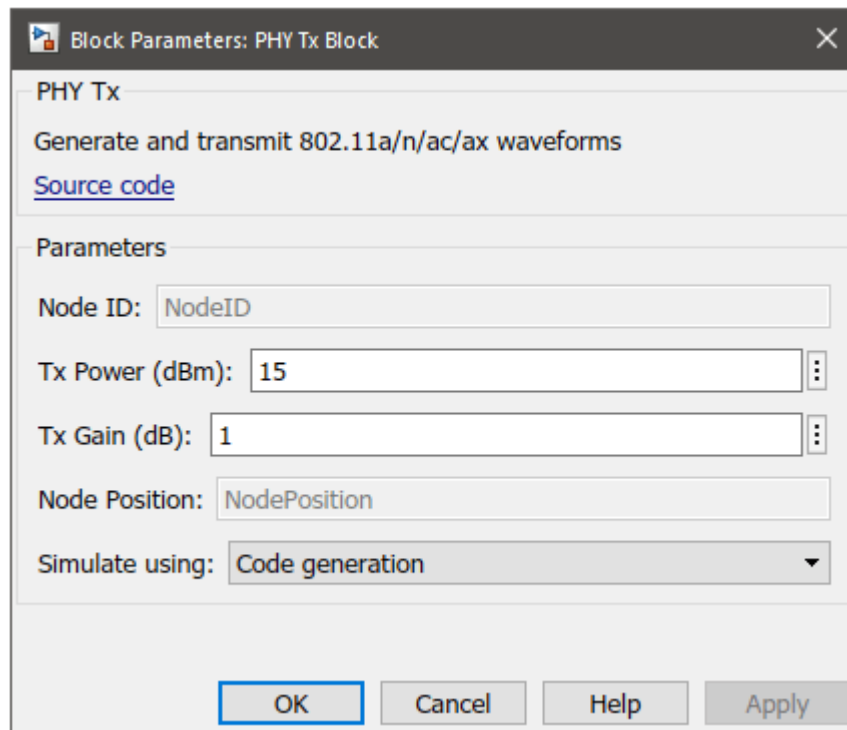 Block Parameters: PHY Tx Block
PHY Tx
Generate and transmit 802.11a/n/ac/ax waveforms
Source code
Parameters
Node ID: NodeID
Tx Power (dBm): 15
Tx Gain (dB): 1
Node Position: NodePosition
Simulate using: Code generation
OK Cancel Help Apply